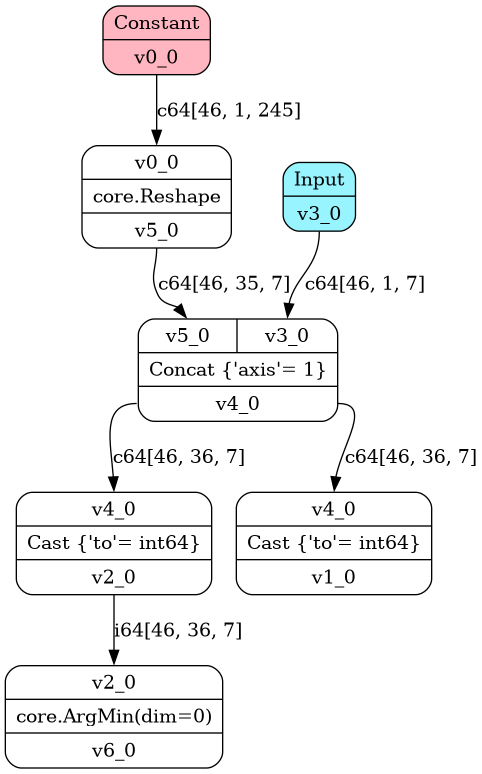 Constant
v0_0
c64[46, 1, 245]
v0_0
core.Reshape
v5_0
Input
v3_0
c64[46, 35, 7]
c64[46, 1, 7]
v5_0
v3_0
Concat {'axis'= 1}
v4_0
c64[46, 36, 7]
c64[46, 36, 7]
v4_0
Cast {'to'= int64}
v2_0
v4_0
Cast {'to'= int64}
v1_0
i64[46, 36, 7]
v2_0
core.ArgMin(dim=0)
v6_0